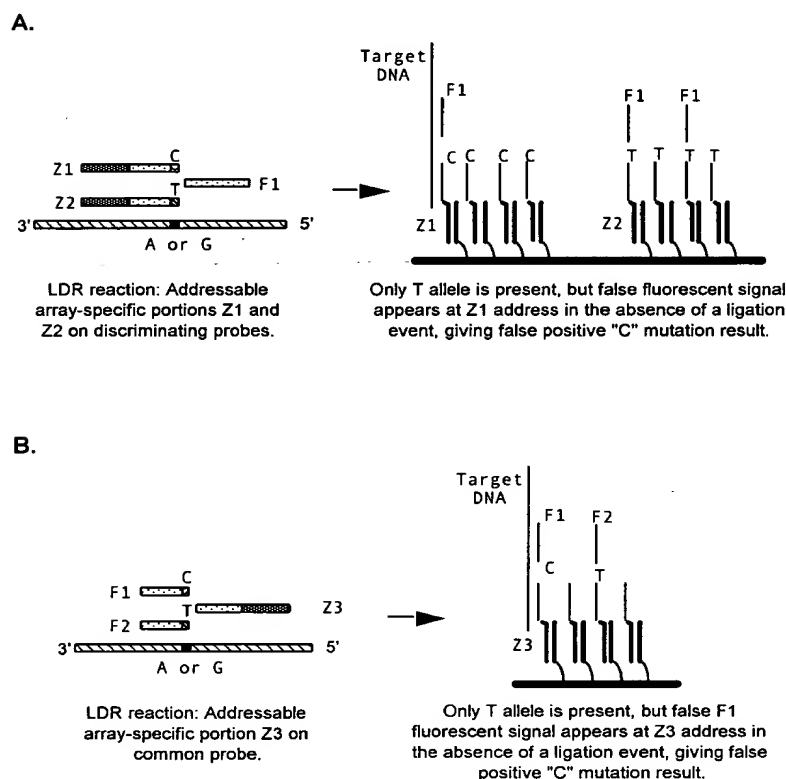 A.
Target
DNA
F1
F1 F1
C
Z1
T
F1
Z2
3' 5'
A or G
C C C C
T T T T
Z1
Z2
LDR reaction: Addressable
array-specific portions Z1 and
Z2 on discriminating probes.
Only T allele is present, but false fluorescent signal
appears at Z1 address in the absence of a ligation
event, giving false positive "C" mutation result.
B.
Target
DNA
F1 F2
C
F1
T
Z3
F2
3' 5'
A or G
C
T
Z3
LDR reaction: Addressable
array-specific portion Z3 on
common probe.
Only T allele is present, but false F1
fluorescent signal appears at Z3 address in
the absence of a ligation event, giving false
positive "C" mutation result.